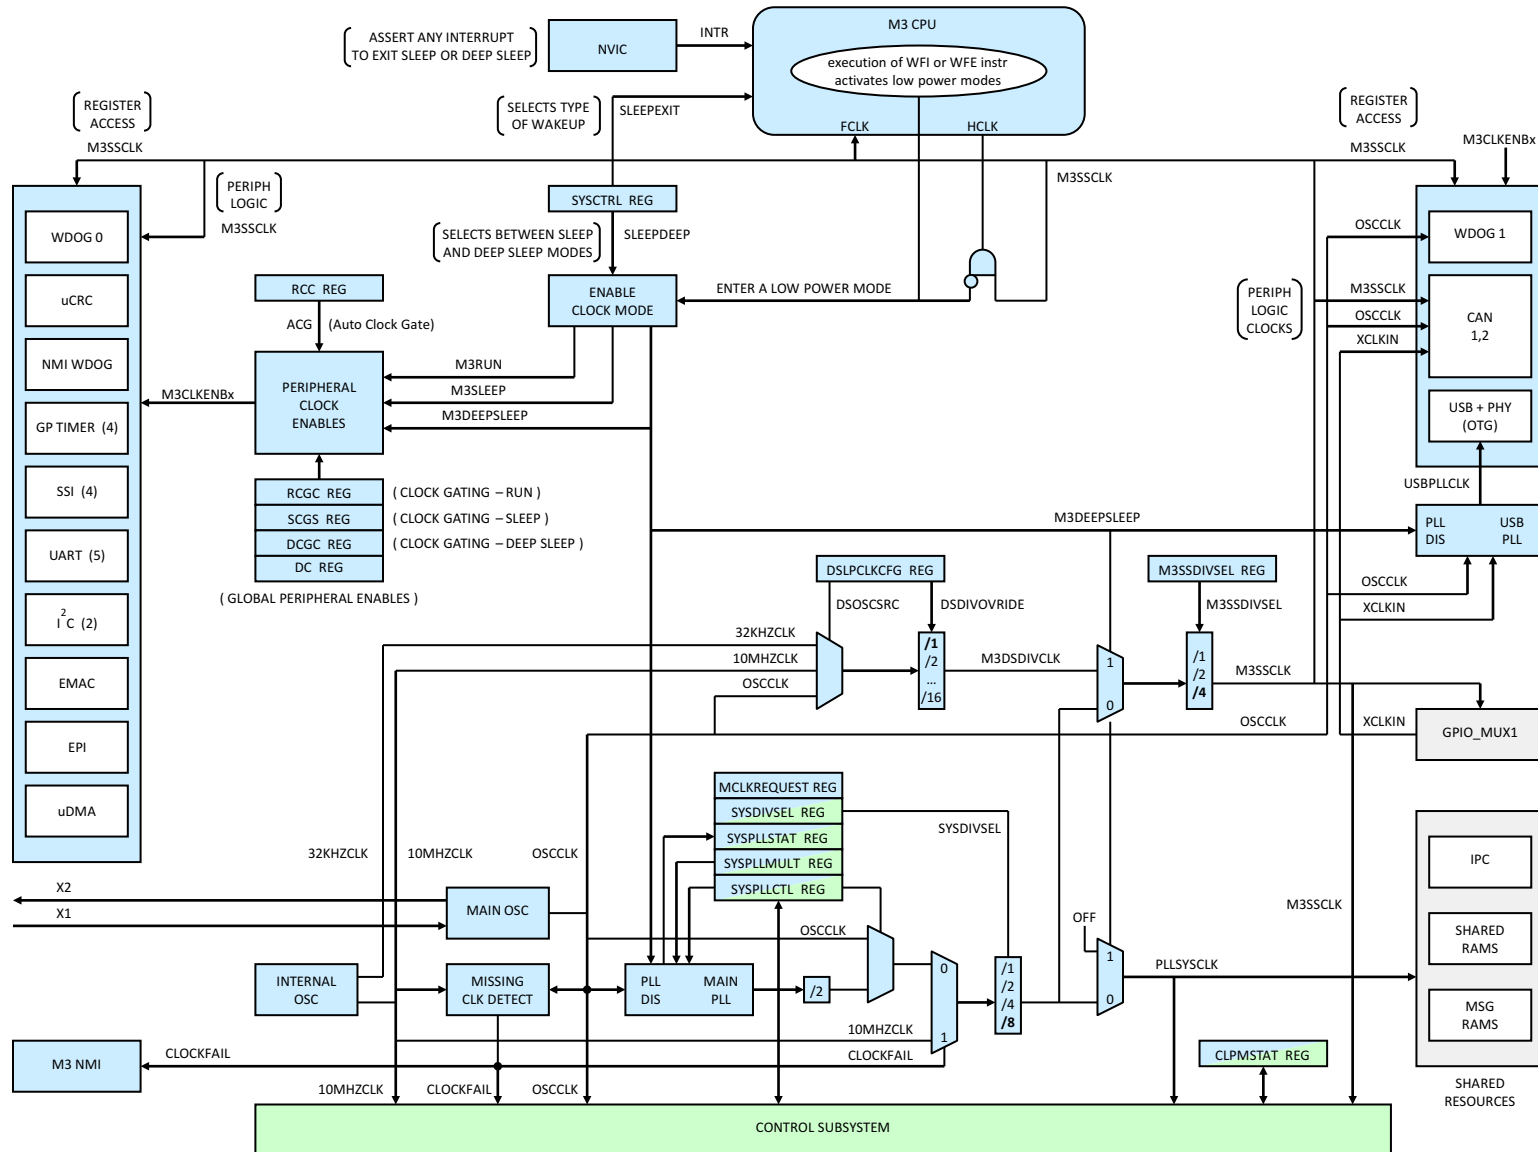 ASSERT ANY INTERRUPT
TO EXIT SLEEP OR DEEP SLEEP
NVIC
INTR
M3 CPU
execution of WFI or WFE instr
activates low power modes
FCLK
HCLK
SELECTS TYPE
OF WAKEUP
SLEEPEXIT
REGISTER
ACCESS
M3SSCLK
REGISTER
ACCESS
M3SSCLK
M3CLKENBx
PERIPH
LOGIC
M3SSCLK
SYSCTRL REG
M3SSCLK
SELECTS BETWEEN SLEEP
AND DEEP SLEEP MODES
SLEEPDEEP
WDOG 0
uCRC
NMI WDOG
GP TIMER (4)
SSI (4)
UART (5)
I2C (2)
EMAC
EPI
uDMA
RCC REG
ACG
(Auto Clock Gate)
ENABLE
CLOCK MODE
ENTER A LOW POWER MODE
PERIPH
LOGIC
CLOCKS
OSCCLK
WDOG 1
M3SSCLK
OSCCLK
XCLKIN
CAN
1,2
USB + PHY
(OTG)
USBPLLCLK
M3CLKENBx
PERIPHERAL
CLOCK
ENABLES
M3RUN
M3SLEEP
M3DEEPSLEEP
RCGC REG
( CLOCK GATING – RUN )
SCGS REG
( CLOCK GATING – SLEEP )
DCGC REG
( CLOCK GATING – DEEP SLEEP )
DC REG
( GLOBAL PERIPHERAL ENABLES )
M3DEEPSLEEP
PLL
DIS
USB
PLL
OSCCLK
XCLKIN
DSLPCLKCFG REG
DSOSCSRC
DSDIVOVRIDE
M3SSDIVSEL REG
M3SSDIVSEL
32KHZCLK
10MHZCLK
OSCCLK
/1
/2
...
/16
M3DSDIVCLK
1
0
/1
/2
/4
M3SSCLK
OSCCLK
XCLKIN
GPIO_MUX1
MCLKREQUEST REG
SYSDIVSEL REG
SYSPLLSTAT REG
SYSPLLMULT REG
SYSPLLCTL REG
SYSDIVSEL
32KHZCLK
10MHZCLK
OSCCLK
X2
X1
MAIN OSC
OSCCLK
OFF
M3SSCLK
IPC
SHARED
RAMS
MSG
RAMS
SHARED
RESOURCES
INTERNAL
OSC
MISSING
CLK DETECT
PLL
DIS
MAIN
PLL
/2
0
1
/1
/2
/4
/8
1
0
PLLSYSCLK
10MHZCLK
CLOCKFAIL
M3 NMI
CLOCKFAIL
CLPMSTAT REG
10MHZCLK
CLOCKFAIL
OSCCLK
CONTROL SUBSYSTEM